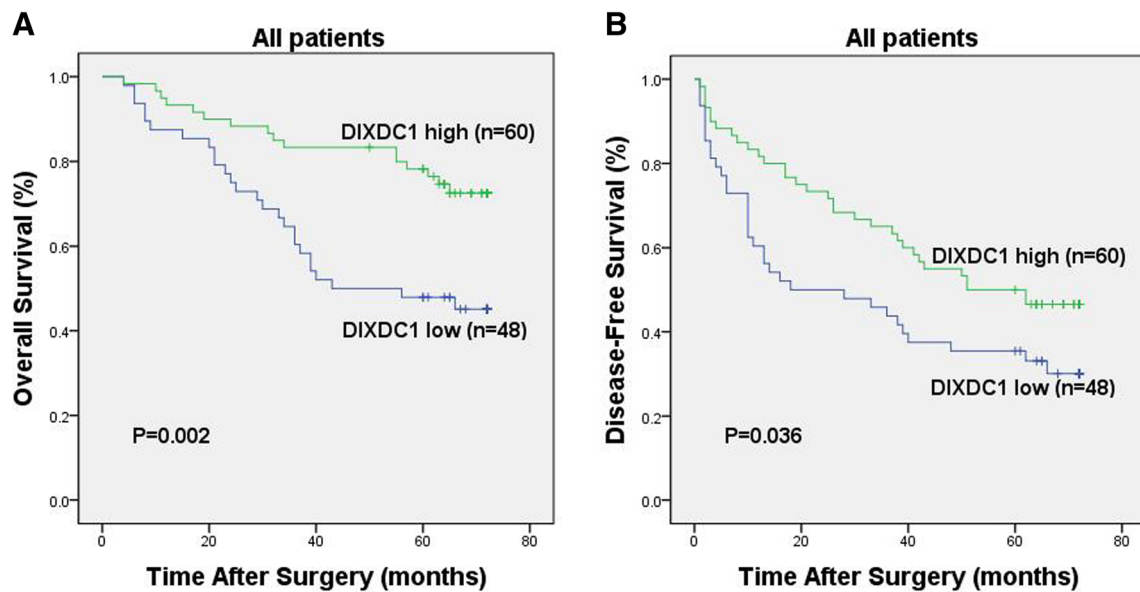 A
All patients
Overall Survival (%)
1.0
0.8
0.6
0.4
0.2
0.0
DIXDC1 high (n=60)
DIXDC1 low (n=48)
P=0.002
0 20 40 60 80
Time After Surgery (months)
B
All patients
Disease-Free Survival (%)
1.0
0.8
0.6
0.4
0.2
0.0
DIXDC1 high (n=60)
DIXDC1 low (n=48)
P=0.036
0 20 40 60 80
Time After Surgery (months)